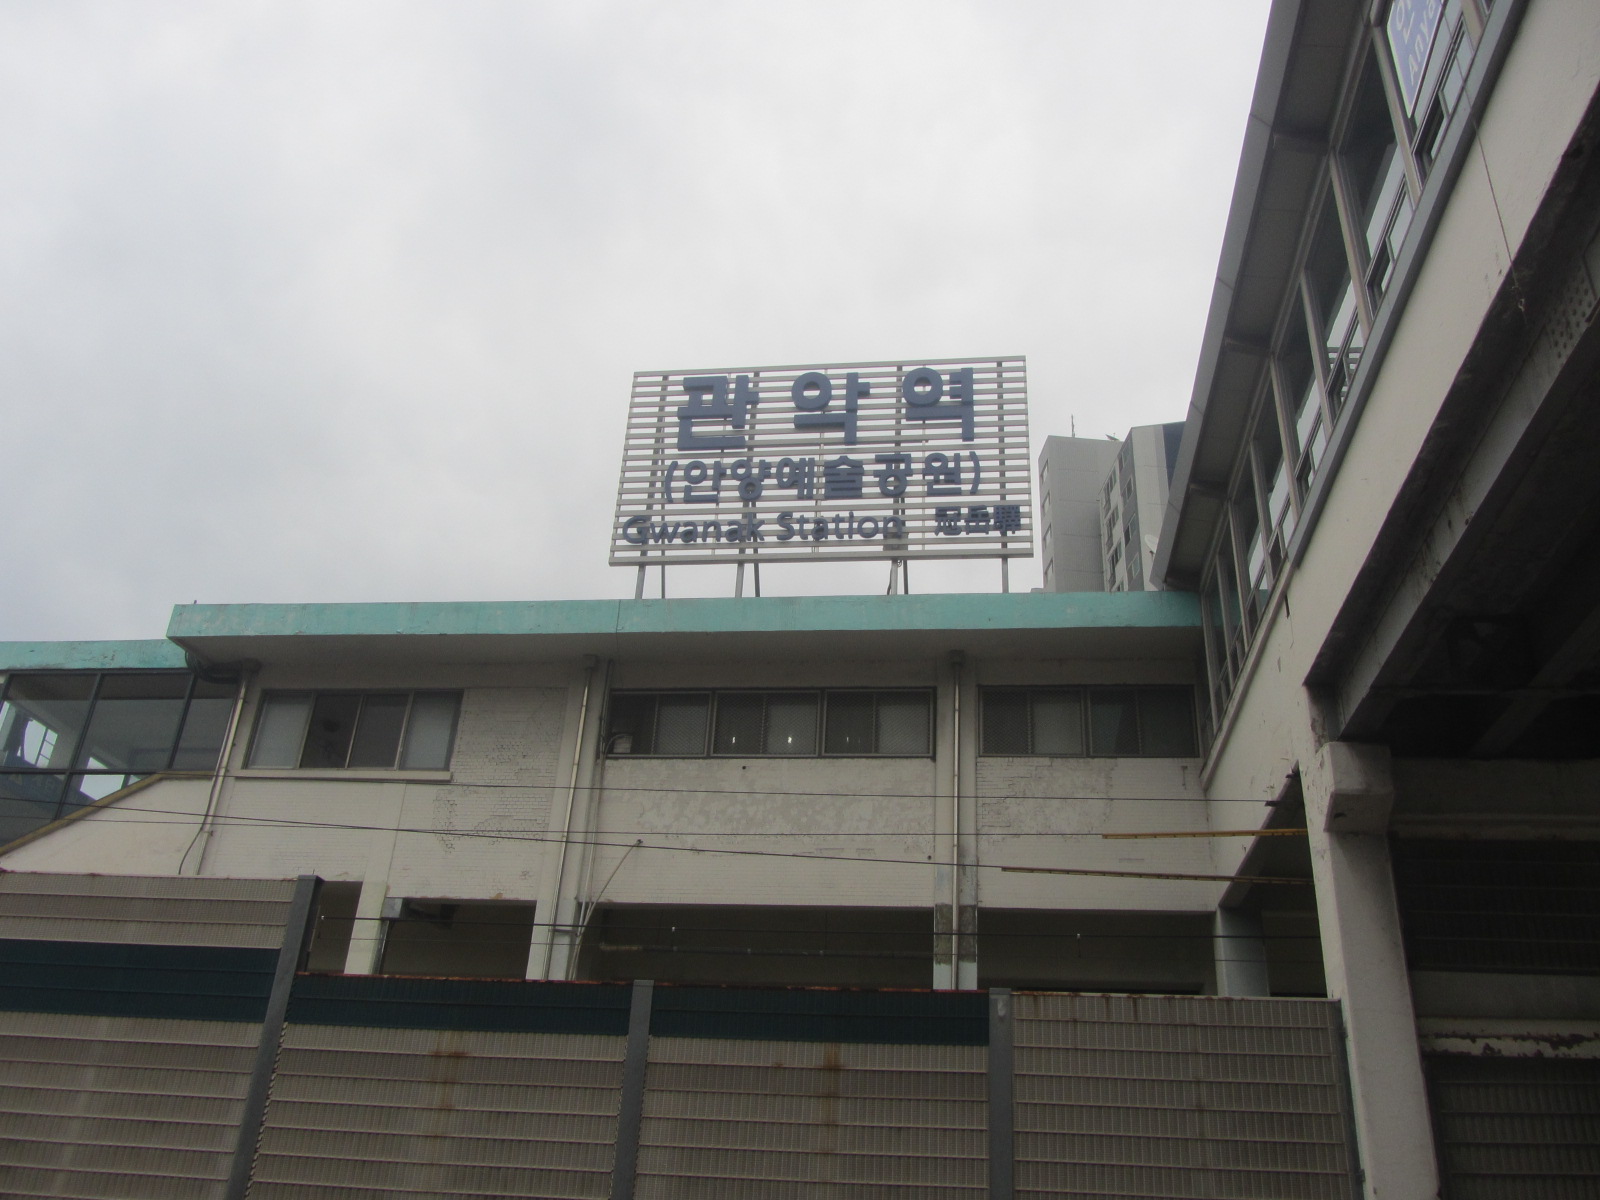 관악역
(안양예술공원)
Gwanak Station 冠岳驛